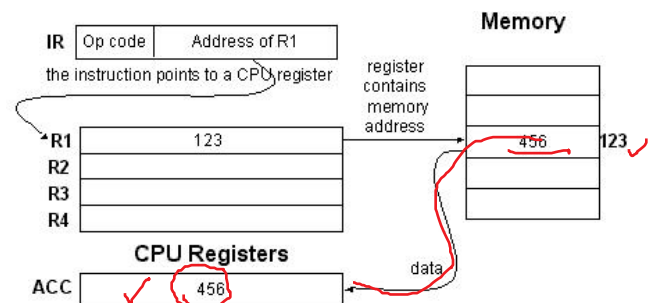 Memory
IR Op code Address of R1
the instruction points to a CPU register
register
contains
memory
address
R1 123
456 123
R2
R3
R4
CPU Registers
data
ACC 456